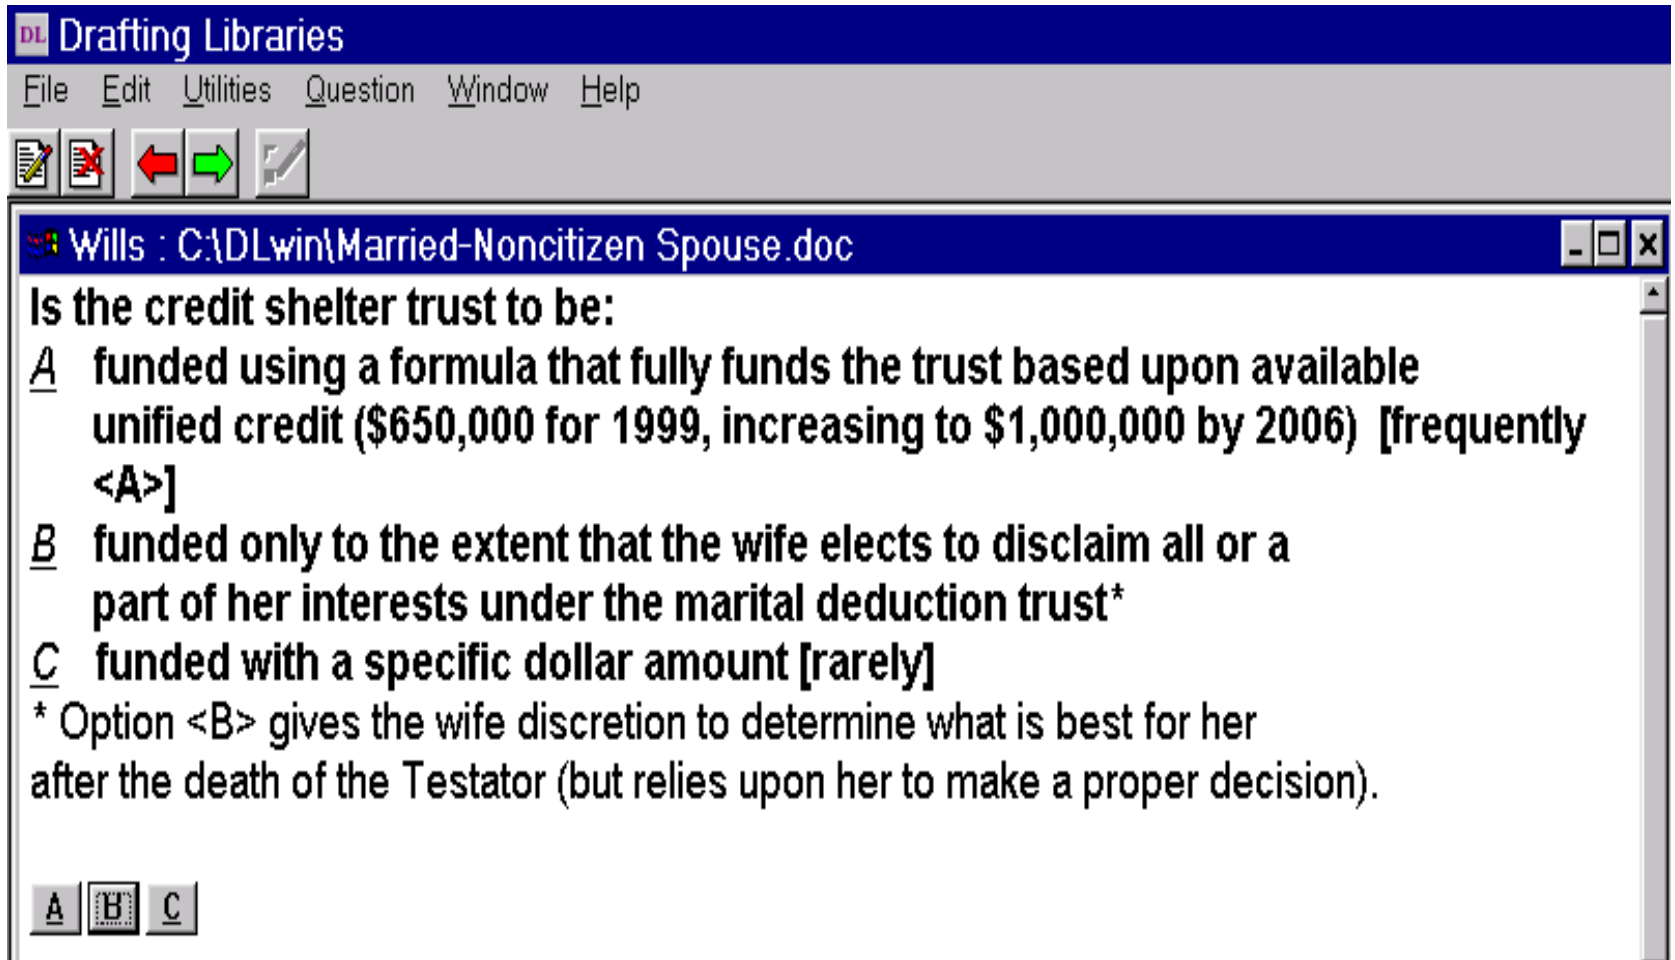 DL Drafting Libraries
File Edit Utilities Question Window Help
Wills : C:\DLwin\Married-Noncitizen Spouse.doc
Is the credit shelter trust to be:
A funded using a formula that fully funds the trust based upon available
unified credit ($650,000 for 1999, increasing to $1,000,000 by 2006) [frequently
<A>]
B funded only to the extent that the wife elects to disclaim all or a
part of her interests under the marital deduction trust*
C funded with a specific dollar amount [rarely]
* Option <B> gives the wife discretion to determine what is best for her
after the death of the Testator (but relies upon her to make a proper decision).
A B C